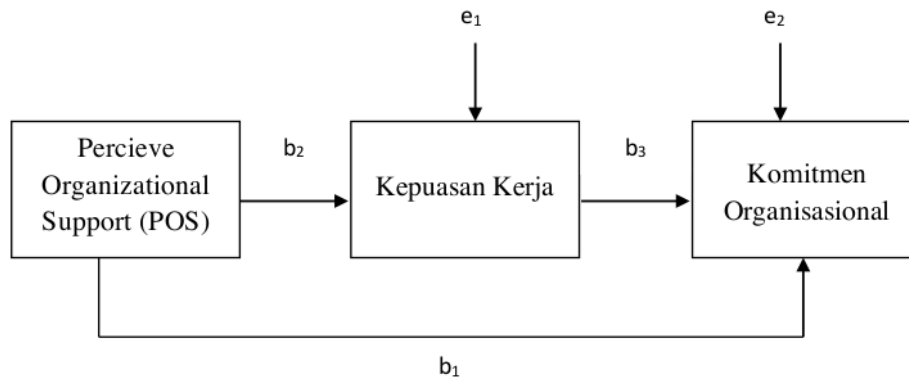 e₁
e₂
Percieve
Organizational
Support (POS)
b₂
Kepuasan Kerja
b₃
Komitmen
Organisasional
b₁